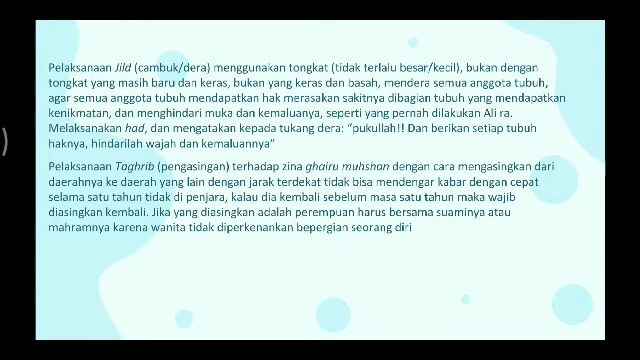 Pelaksanaan Jild (cambuk/dera) menggunakan tongkat (tidak terlalu besar/kecil), bukan dengan
tongkat yang masih baru dan keras, bukan yang keras dan basah, mendera semua anggota tubuh,
agar semua anggota tubuh mendapatkan hak merasakan sakitnya dibagian tubuh yang mendapatkan
kenikmatan, dan menghindari muka dan kemaluanya, seperti yang pernah dilakukan Ali ra.
Melaksanakan had, dan mengatakan kepada tukang dera: "pukullah!! Dan berikan setiap tubuh
haknya, hindarilah wajah dan kemaluannya"
Pelaksanaan Taghrib (pengasingan) terhadap zina ghairu muhshan dengan cara mengasingkan dari
daerahnya ke daerah yang lain dengan jarak terdekat tidak bisa mendengar kabar dengan cepat
selama satu tahun tidak di penjara, kalau dia kembali sebelum masa satu tahun maka wajib
diasingkan kembali. Jika yang diasingkan adalah perempuan harus bersama suaminya atau
mahramnya karena wanita tidak diperkenankan bepergian seorang diri